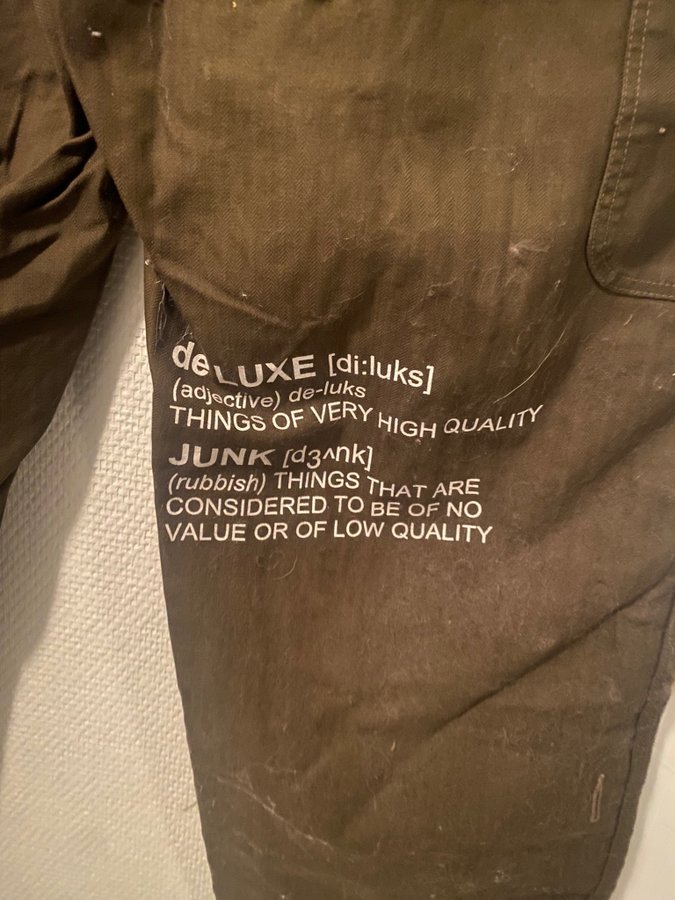 deLUXE [di:luks]
(adjective) de-luks
THINGS OF VERY HIGH QUALITY
JUNK [dʒʌnk]
(rubbish) THINGS THAT ARE
CONSIDERED TO BE OF NO
VALUE OR OF LOW QUALITY